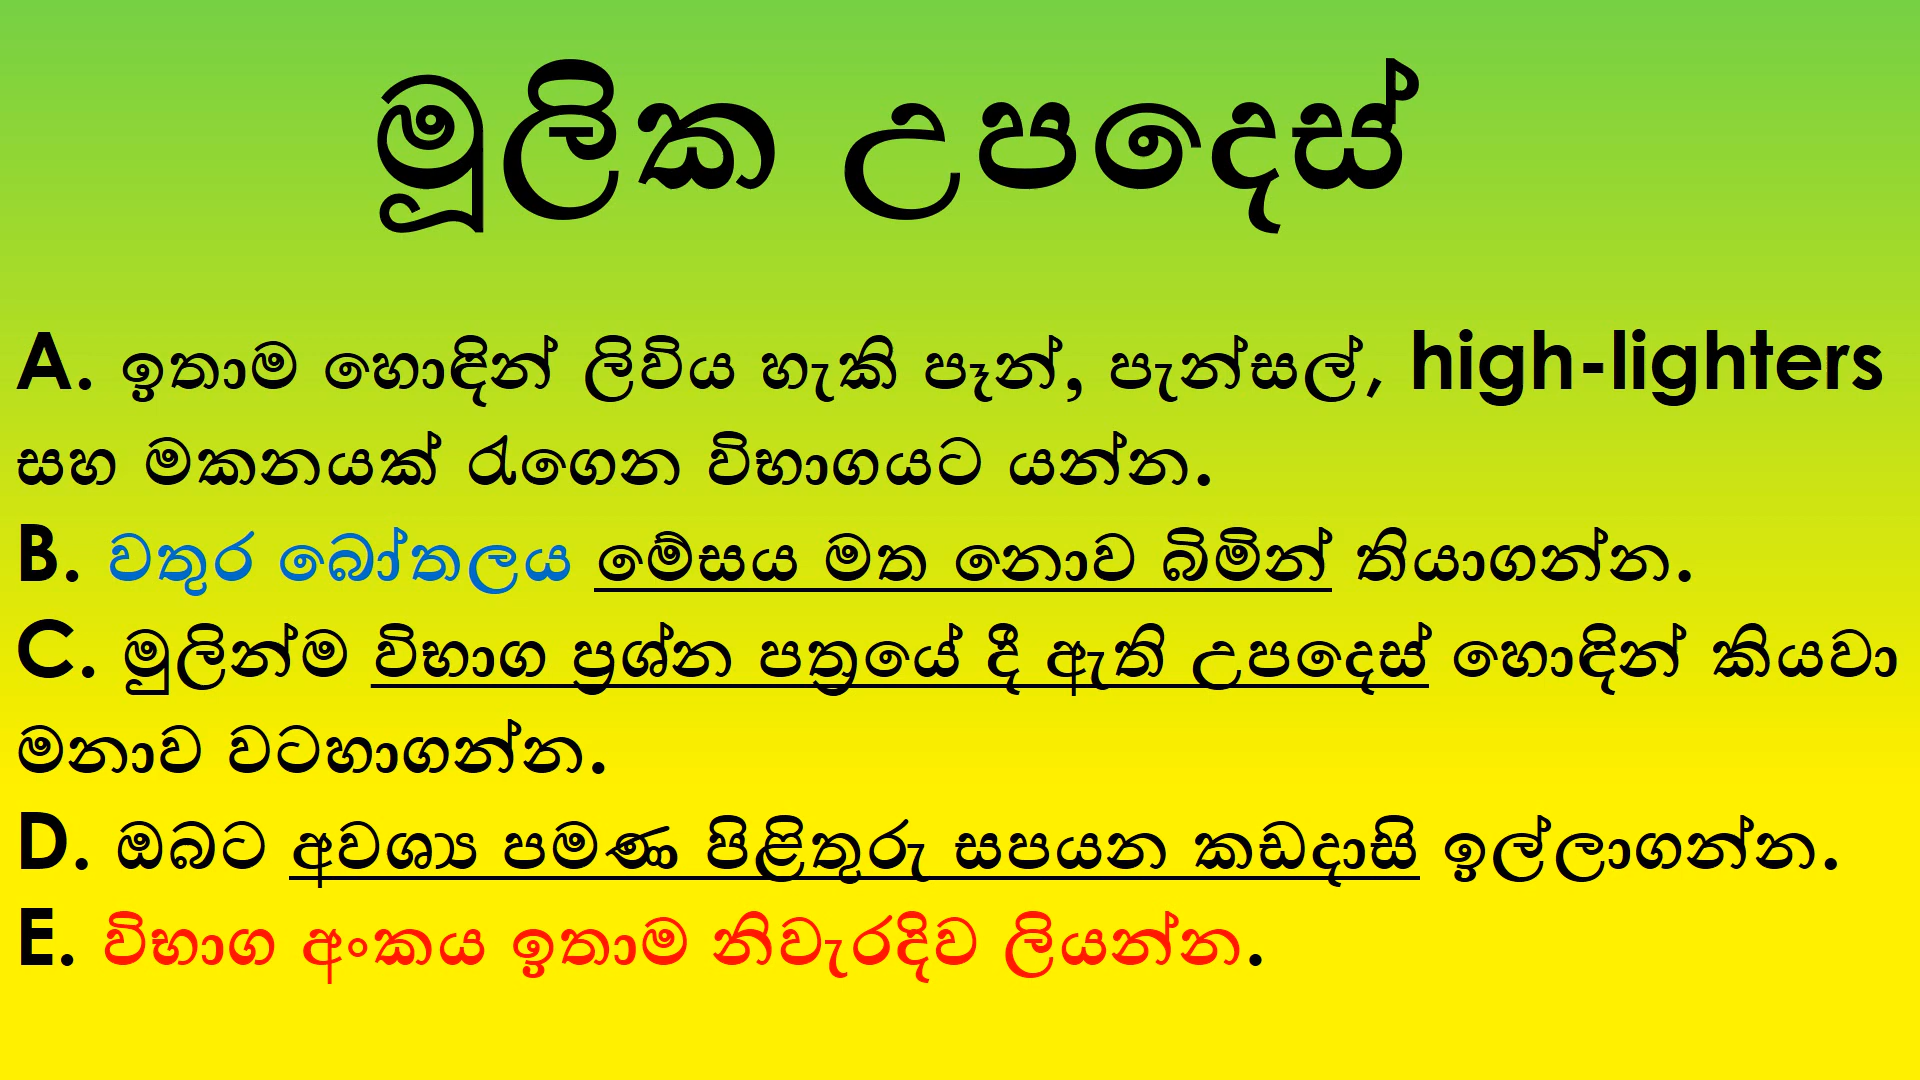 මූලික උපදෙස්
A. ඉතාම හොඳින් ලිවිය හැකි පෑන්, පැන්සල්, high-lighters
සහ මකනයක් රැගෙන විභාගයට යන්න.
B. වතුර බෝතලය මේසය මත නොව බිමින් තියාගන්න.
C. මුලින්ම විභාග ප්‍රශ්න පත්‍රයේ දී ඇති උපදෙස් හොඳින් කියවා
මනාව වටහාගන්න.
D. ඔබට අවශ්‍ය පමණ පිළිතුරු සපයන කඩදාසි ඉල්ලාගන්න.
E. විභාග අංකය ඉතාම නිවැරදිව ලියන්න.